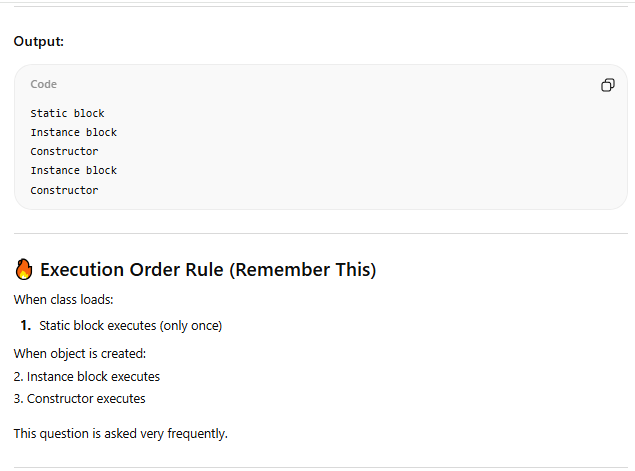 Output:
Code
Static block
Instance block
Constructor
Instance block
Constructor
🔥 Execution Order Rule (Remember This)
When class loads:
1. Static block executes (only once)
When object is created:
2. Instance block executes
3. Constructor executes
This question is asked very frequently.